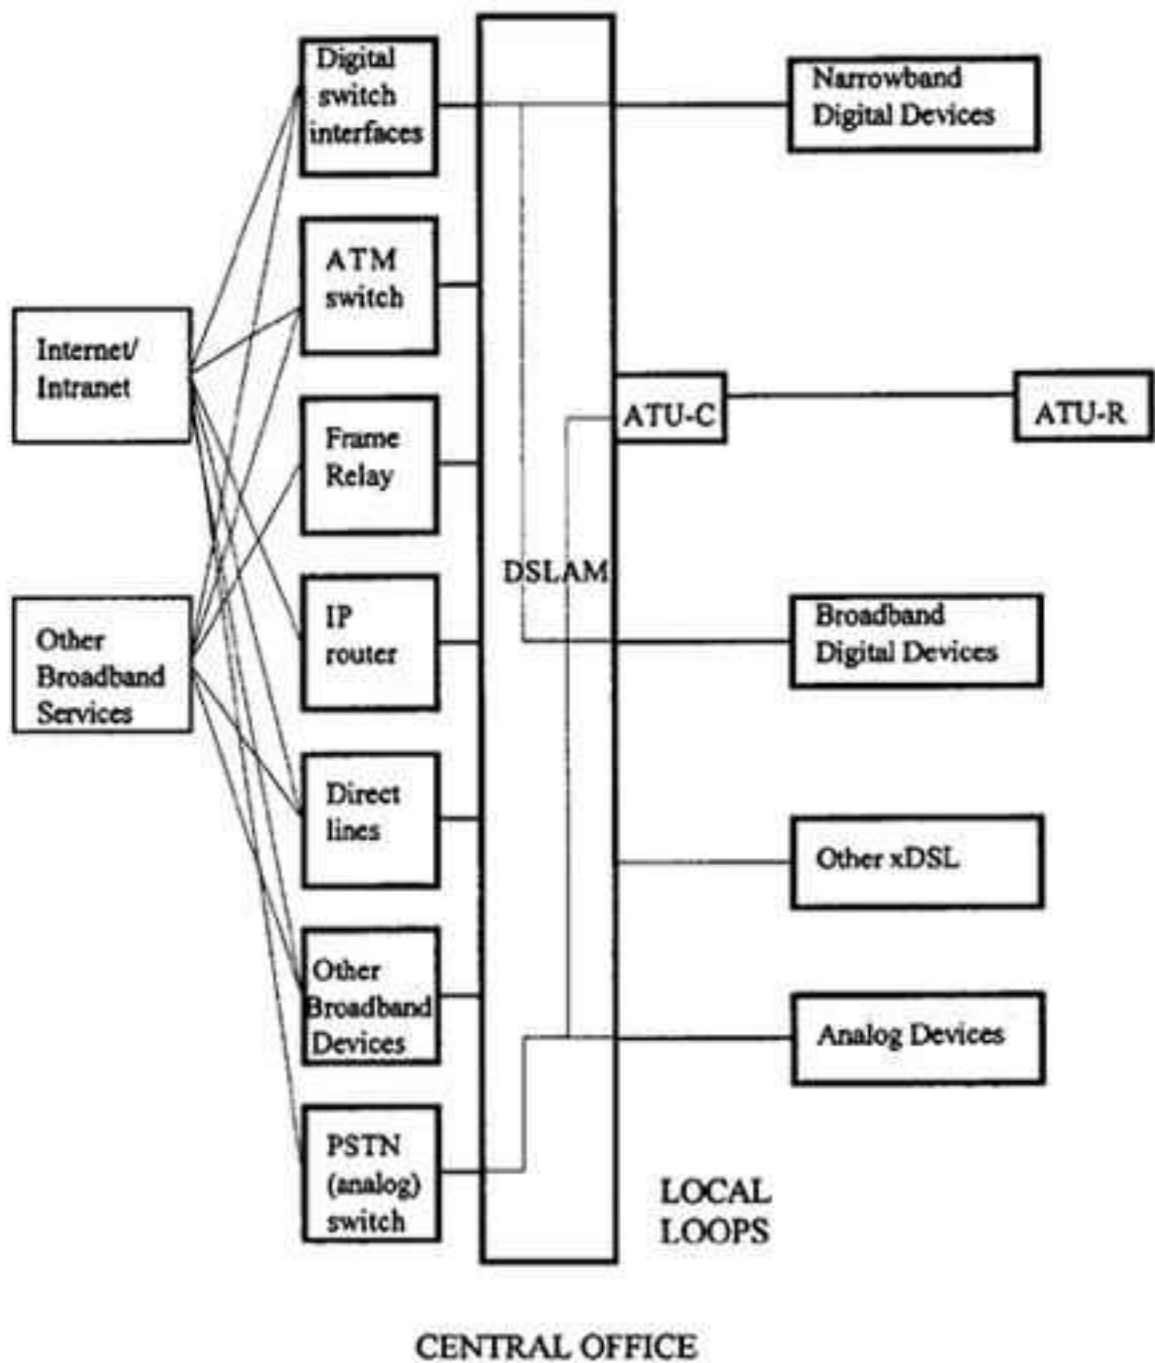 Digital
switch
interfaces
ATM
switch
Internet/
Intranet
Frame
Relay
Other
Broadband
Services
IP
router
Direct
lines
Other
Broadband
Devices
PSTN
(analog)
switch
DSLAM
Narrowband
Digital Devices
ATU-C
ATU-R
Broadband
Digital Devices
Other xDSL
Analog Devices
LOCAL
LOOPS
CENTRAL OFFICE